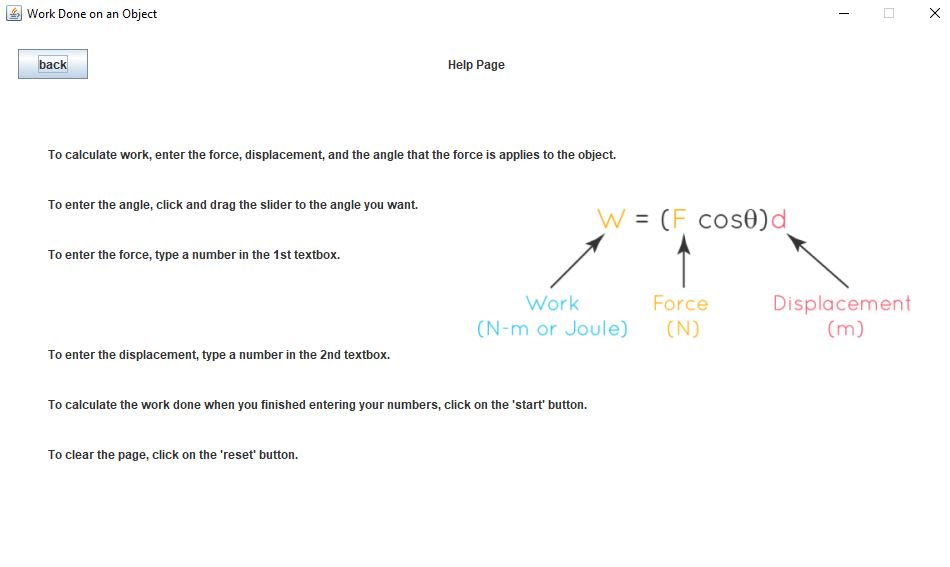 Work Done on an Object
back
Help Page
To calculate work, enter the force, displacement, and the angle that the force is applies to the object.
To enter the angle, click and drag the slider to the angle you want.
W = (F cosθ)d
To enter the force, type a number in the 1st textbox.
Work
(N-m or Joule)
Force
(N)
Displacement
(m)
To enter the displacement, type a number in the 2nd textbox.
To calculate the work done when you finished entering your numbers, click on the 'start' button.
To clear the page, click on the 'reset' button.